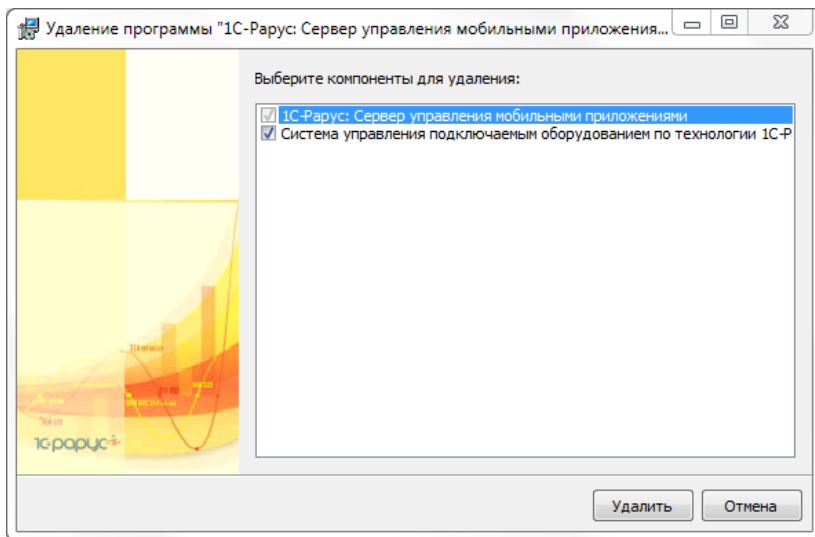 Удаление программы "1С-Рарус: Сервер управления мобильными приложения...
Выберите компоненты для удаления:
1С-Рарус: Сервер управления мобильными приложениями
Система управления подключаемым оборудованием по технологии 1С-Р
1С-рарус
Удалить
Отмена